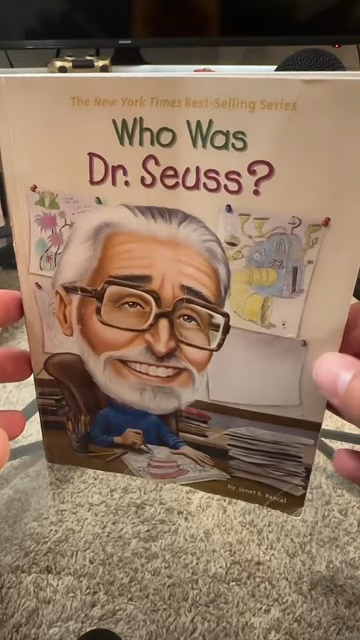 The New York Times Best-Selling Series
Who Was
Dr. Seuss?
by Janet B. Pascal